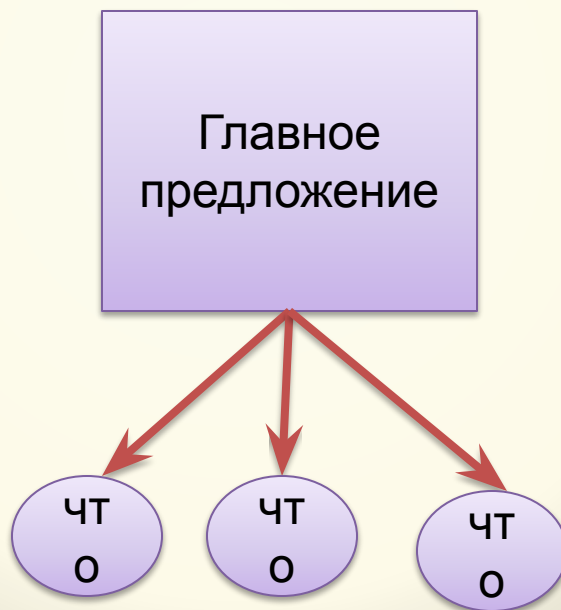 Главное
предложение
чт
о
чт
о
чт
о